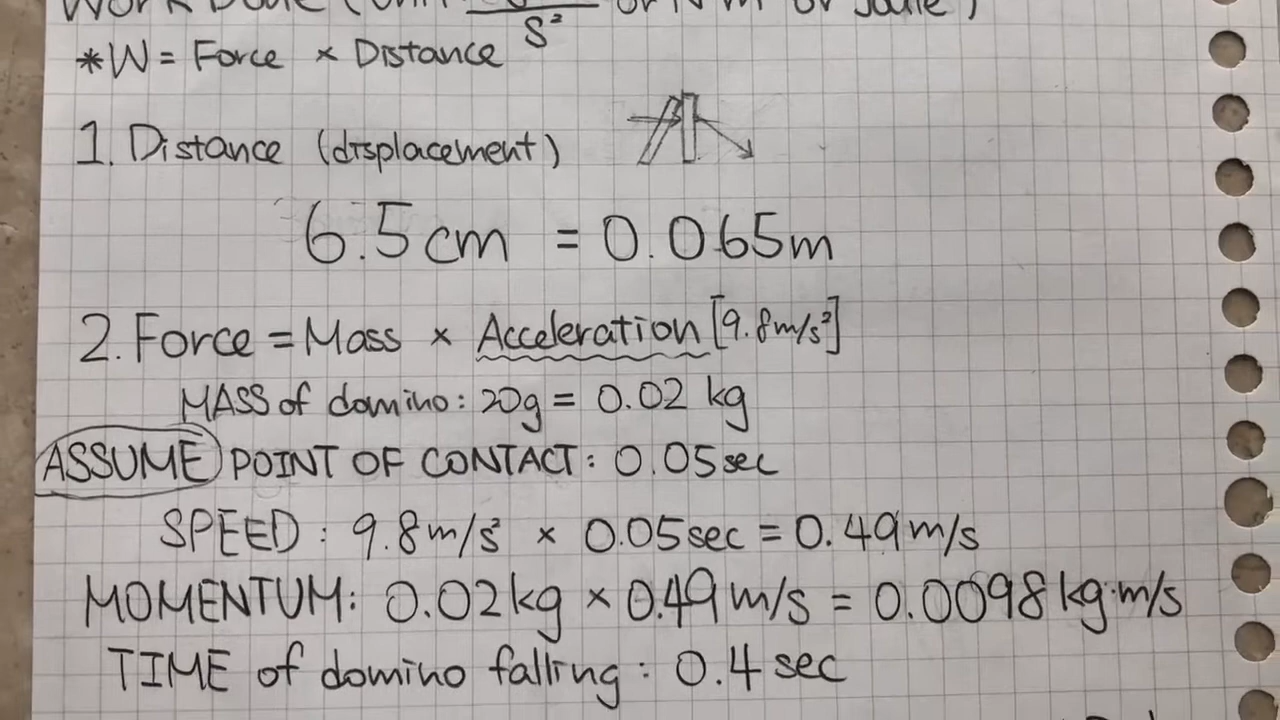 s²
*W = Force × Distance
1. Distance (displacement)
6.5cm = 0.065m
2. Force = Mass × Acceleration [9.8m/s²]
MASS of domino: 20g = 0.02 kg
ASSUME POINT OF CONTACT: 0.05sec
SPEED: 9.8m/s² × 0.05sec = 0.49m/s
MOMENTUM: 0.02kg × 0.49m/s = 0.0098kg·m/s
TIME of domino falling: 0.4 sec